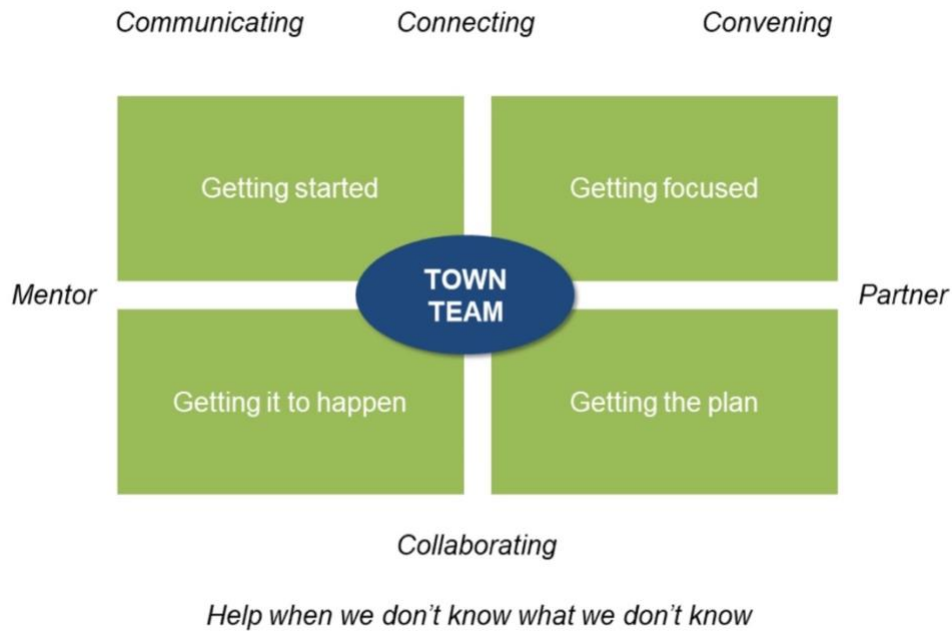 Communicating Connecting Convening
Getting started Getting focused
TOWN
TEAM
Mentor Partner
Getting it to happen Getting the plan
Collaborating
Help when we don’t know what we don’t know